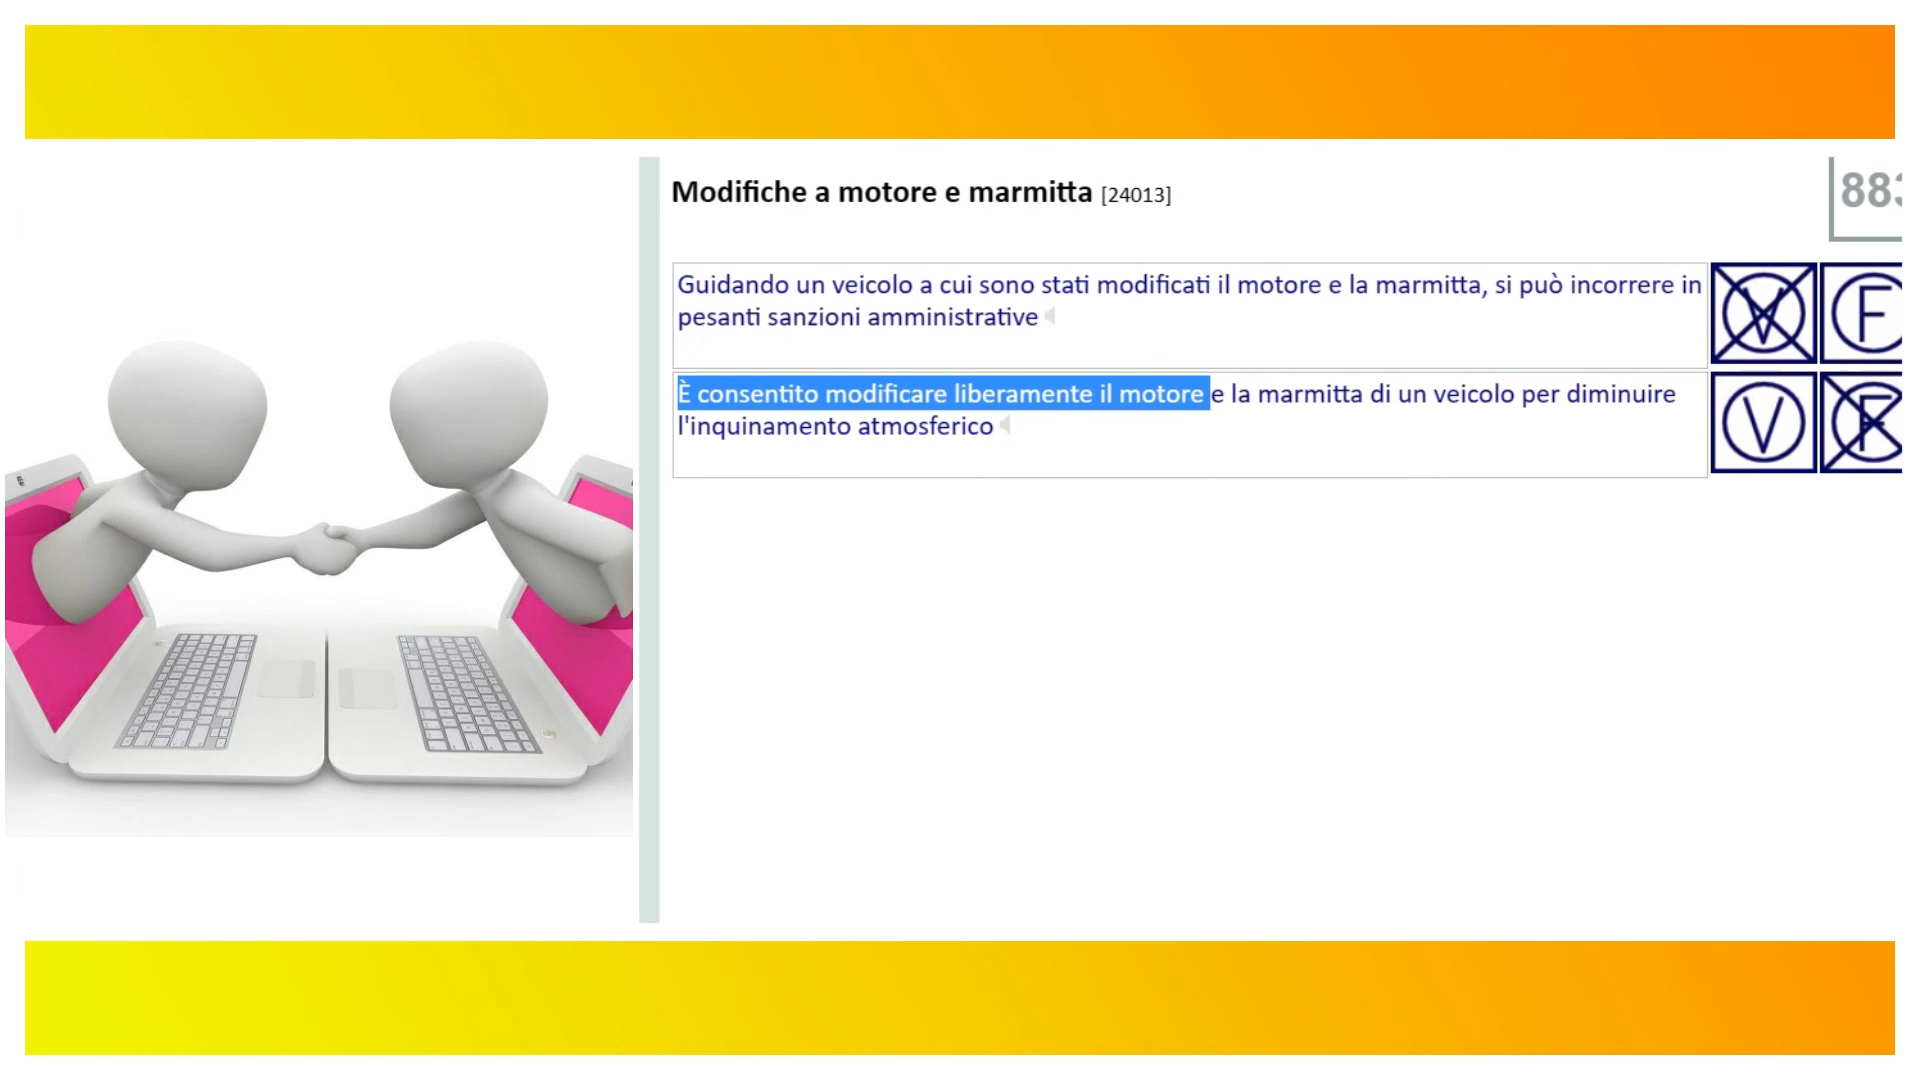 Modifiche a motore e marmitta [24013]
883
Guidando un veicolo a cui sono stati modificati il motore e la marmitta, si può incorrere in
pesanti sanzioni amministrative
V F
È consentito modificare liberamente il motore e la marmitta di un veicolo per diminuire
l'inquinamento atmosferico
V F